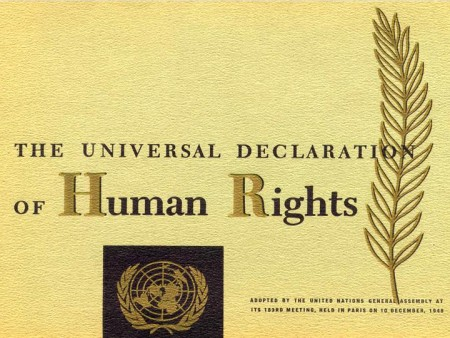 THE UNIVERSAL DECLARATION
OF Human Rights
ADOPTED BY THE UNITED NATIONS GENERAL ASSEMBLY AT
ITS 183RD MEETING, HELD IN PARIS ON 10 DECEMBER, 1948